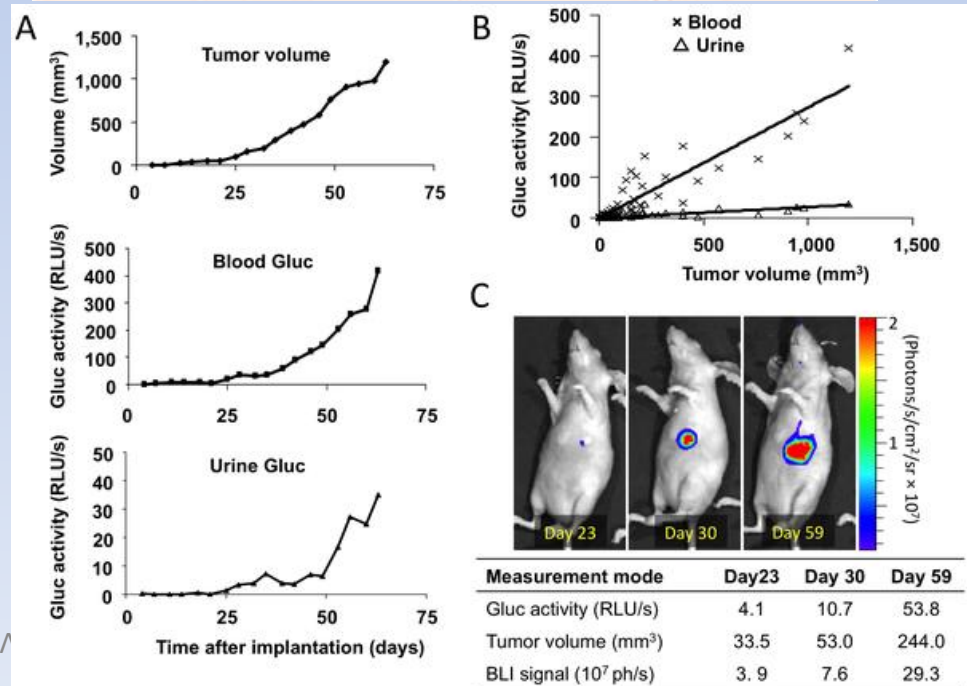 A
Tumor volume
Volume (mm³)
1,500
1,000
500
0
0 25 50 75
Blood Gluc
Gluc activity (RLU/s)
500
400
300
200
100
0
0 25 50 75
Urine Gluc
Gluc activity (RLU/s)
40
30
20
10
0
0 25 50 75
Time after implantation (days)
B
× Blood
△ Urine
Gluc activity( RLU/s)
500
400
300
200
100
0
0 500 1,000 1,500
Tumor volume (mm³)
C
Day 23 Day 30 Day 59
2
1
(Photons/s/cm²/sr × 10⁷)
Measurement mode Day23 Day 30 Day 59
Gluc activity (RLU/s) 4.1 10.7 53.8
Tumor volume (mm³) 33.5 53.0 244.0
BLI signal (10⁷ ph/s) 3. 9 7.6 29.3